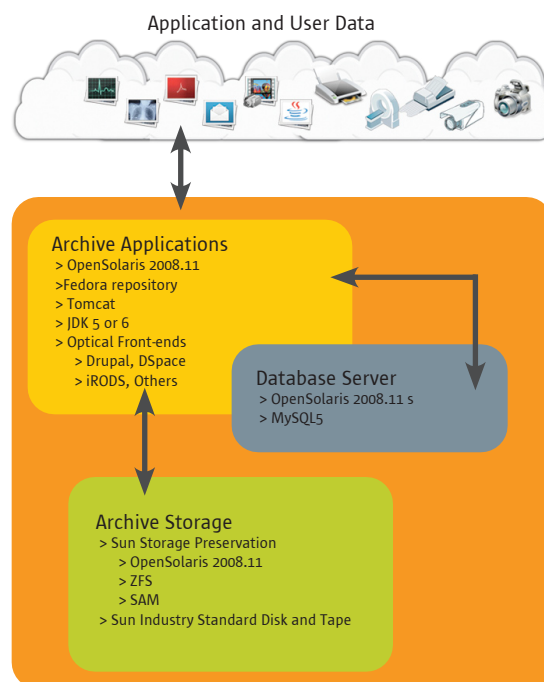 Application and User Data
Archive Applications
> OpenSolaris 2008.11
>Fedora repository
> Tomcat
> JDK 5 or 6
> Optical Front-ends
> Drupal, DSpace
> iRODS, Others
Database Server
> OpenSolaris 2008.11 s
> MySQL5
Archive Storage
> Sun Storage Preservation
> OpenSolaris 2008.11
> ZFS
> SAM
> Sun Industry Standard Disk and Tape